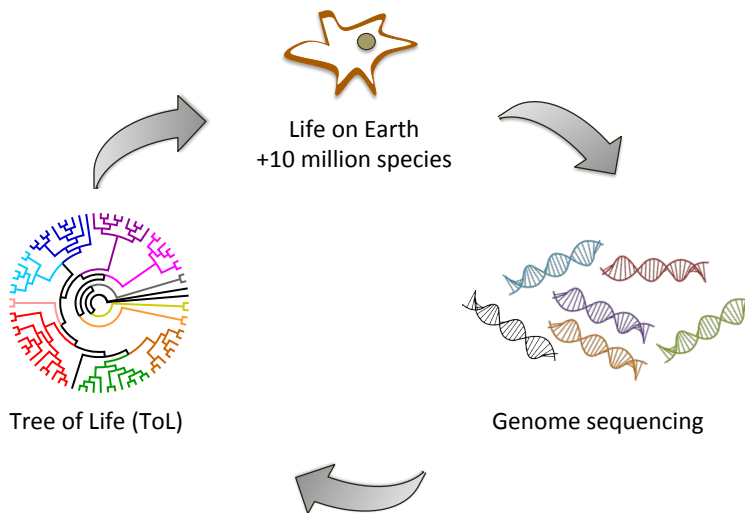 Life on Earth
+10 million species
Tree of Life (ToL)
Genome sequencing